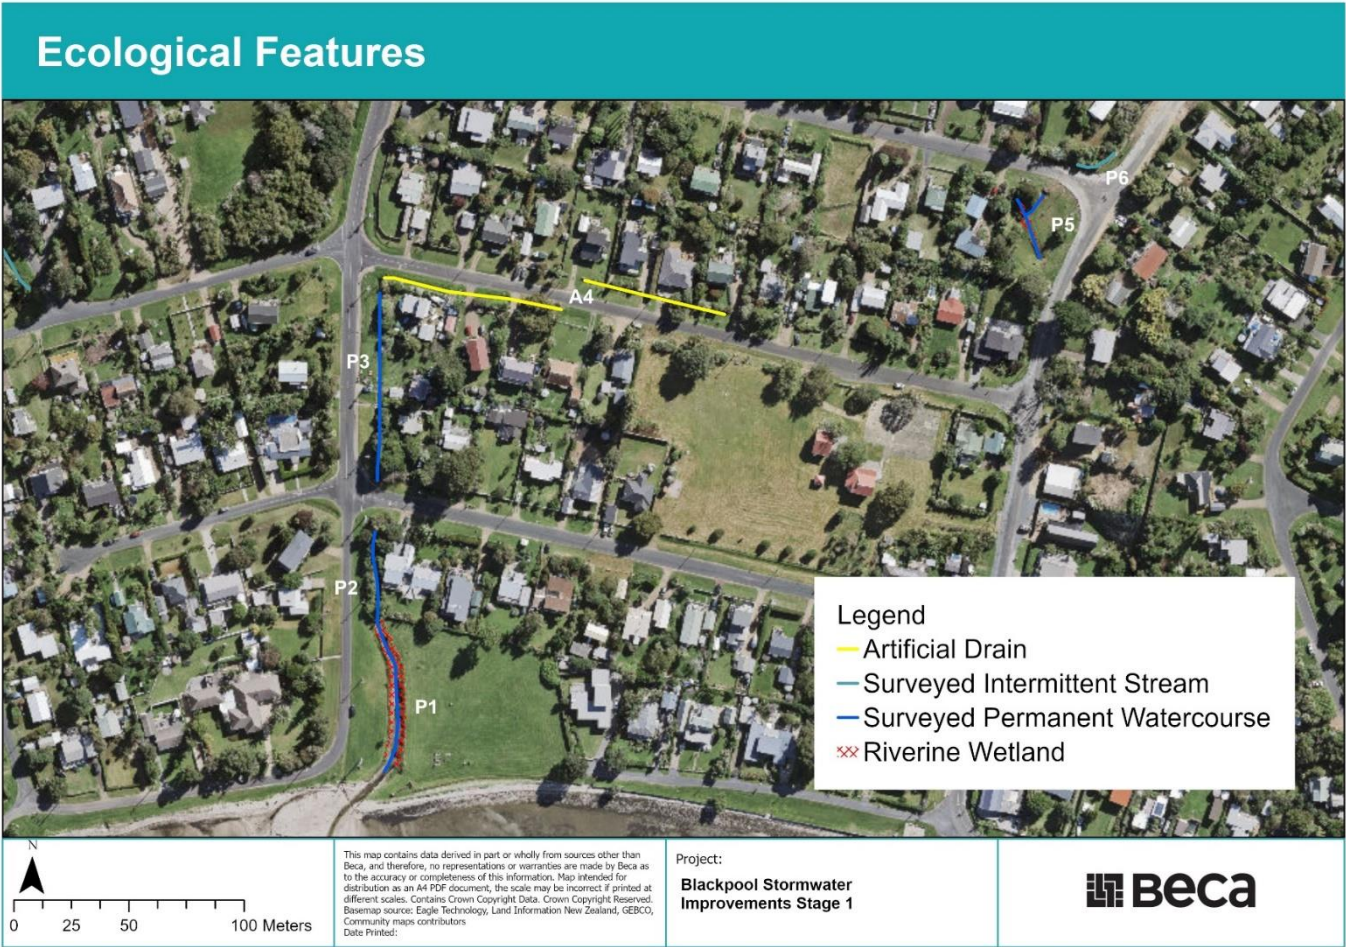 Ecological Features
P6
P5
A4
P3
P2
P1
Legend
Artificial Drain
Surveyed Intermittent Stream
Surveyed Permanent Watercourse
Riverine Wetland
N
0 25 50 100 Meters
This map contains data derived in part or wholly from sources other than
Beca, and therefore, no representations or warranties are made by Beca as
to the accuracy or completeness of this information. Map intended for
distribution as an A4 PDF document, the scale may be incorrect if printed at
different scales. Contains Crown Copyright Data. Crown Copyright Reserved.
Basemap source: Eagle Technology, Land Information New Zealand, GEBCO,
Community maps contributors
Date Printed:
Project:
Blackpool Stormwater
Improvements Stage 1
Beca